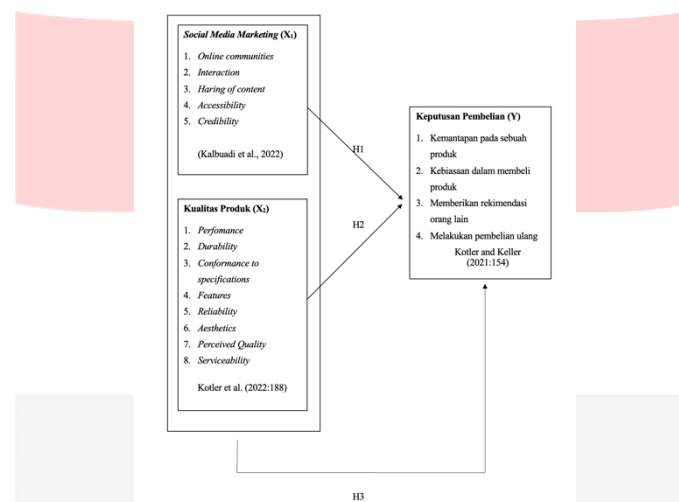 Social Media Marketing (X₁)
1. Online communities
2. Interaction
3. Haring of content
4. Accessibility
5. Credibility
(Kalbuadi et al., 2022)
Kualitas Produk (X₂)
1. Perfomance
2. Durability
3. Conformance to
specifications
4. Features
5. Reliability
6. Aesthetics
7. Perceived Quality
8. Serviceability
Kotler et al. (2022:188)
H1
H2
Keputusan Pembelian (Y)
1. Kemantapan pada sebuah
produk
2. Kebiasaan dalam membeli
produk
3. Memberikan rekimendasi
orang lain
4. Melakukan pembelian ulang
Kotler and Keller
(2021:154)
H3